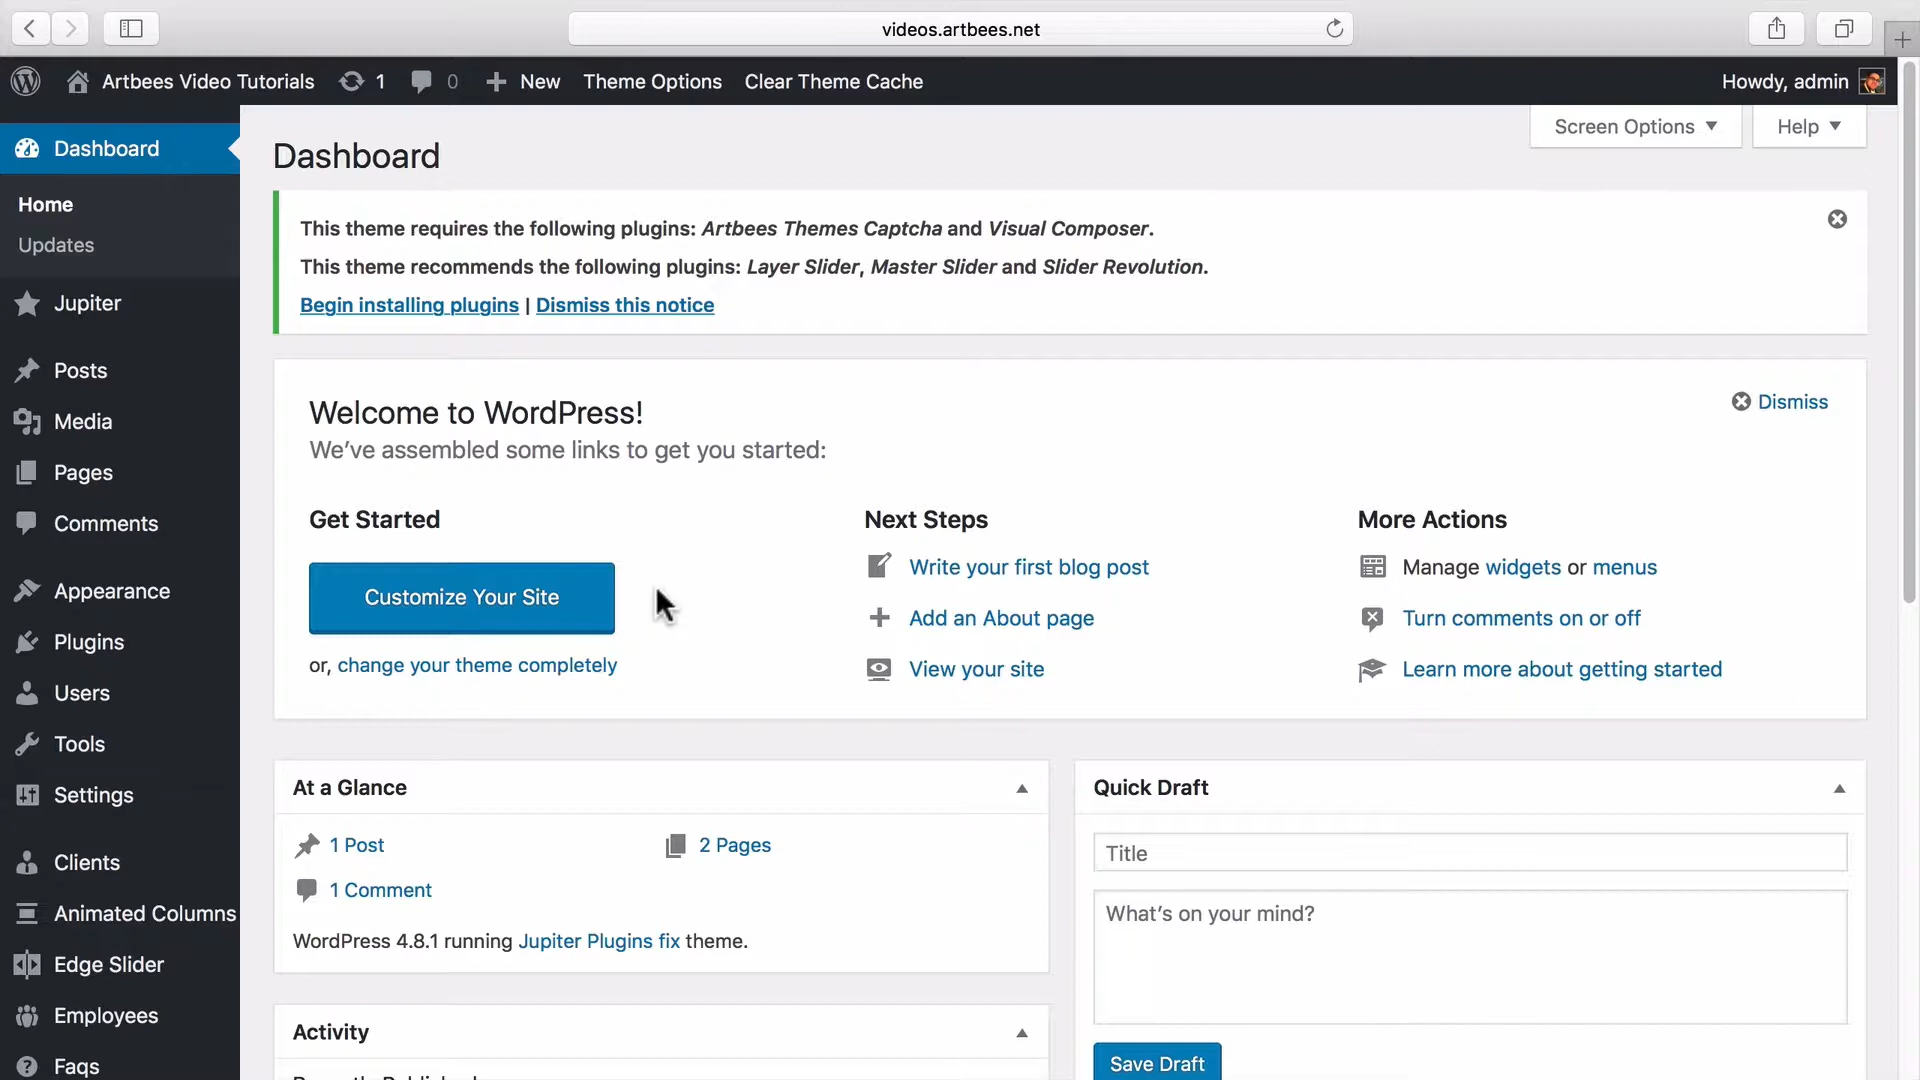 videos.artbees.net
Artbees Video Tutorials 1 0 New Theme Options Clear Theme Cache Howdy, admin
Screen Options Help
Dashboard
Home
Updates
Jupiter
Posts
Media
Pages
Comments
Appearance
Plugins
Users
Tools
Settings
Clients
Animated Columns
Edge Slider
Employees
Faqs
Dashboard
This theme requires the following plugins: Artbees Themes Captcha and Visual Composer.
This theme recommends the following plugins: Layer Slider, Master Slider and Slider Revolution.
Begin installing plugins | Dismiss this notice
Welcome to WordPress!
Dismiss
We've assembled some links to get you started:
Get Started
Customize Your Site
or, change your theme completely
Next Steps
Write your first blog post
Add an About page
View your site
More Actions
Manage widgets or menus
Turn comments on or off
Learn more about getting started
At a Glance
1 Post
2 Pages
1 Comment
WordPress 4.8.1 running Jupiter Plugins fix theme.
Activity
Quick Draft
Title
What's on your mind?
Save Draft